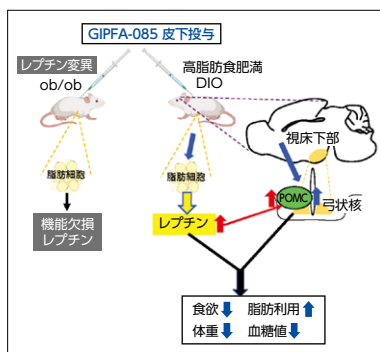 GIPFA-085 皮下投与
レプチン変異
ob/ob
高脂肪食肥満
DIO
視床下部
脂肪細胞
脂肪細胞
POMC
弓状核
機能欠損
レプチン
レプチン
食欲 脂肪利用
体重 血糖値